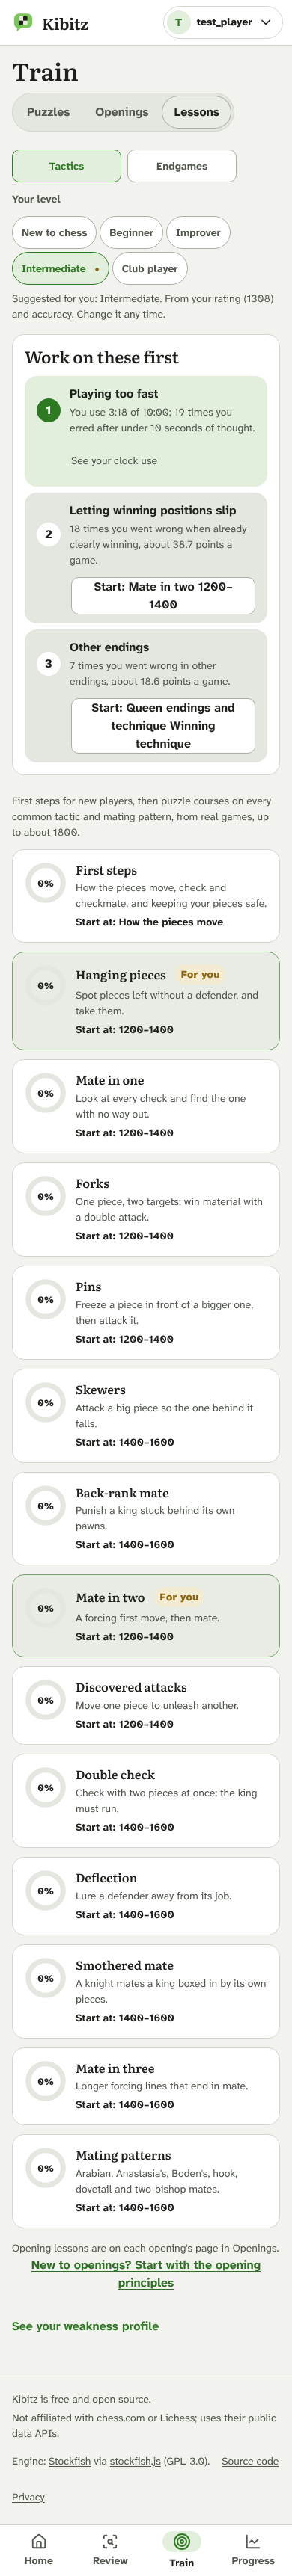 Kibitz
T test_player
Train
Puzzles Openings Lessons
Tactics Endgames
Your level
New to chess Beginner Improver
Intermediate Club player
Suggested for you: Intermediate. From your rating (1308)
and accuracy. Change it any time.
Work on these first
1 Playing too fast
You use 3:18 of 10:00; 19 times you
erred after under 10 seconds of thought.
See your clock use
2 Letting winning positions slip
18 times you went wrong when already
clearly winning, about 38.7 points a
game.
Start: Mate in two 1200–
1400
3 Other endings
7 times you went wrong in other
endings, about 18.6 points a game.
Start: Queen endings and
technique Winning
technique
First steps for new players, then puzzle courses on every
common tactic and mating pattern, from real games, up
to about 1800.
0% First steps
How the pieces move, check and
checkmate, and keeping your pieces safe.
Start at: How the pieces move
0% Hanging pieces For you
Spot pieces left without a defender, and
take them.
Start at: 1200–1400
0% Mate in one
Look at every check and find the one
with no way out.
Start at: 1200–1400
0% Forks
One piece, two targets: win material with
a double attack.
Start at: 1200–1400
0% Pins
Freeze a piece in front of a bigger one,
then attack it.
Start at: 1200–1400
0% Skewers
Attack a big piece so the one behind it
falls.
Start at: 1400–1600
0% Back-rank mate
Punish a king stuck behind its own
pawns.
Start at: 1400–1600
0% Mate in two For you
A forcing first move, then mate.
Start at: 1200–1400
0% Discovered attacks
Move one piece to unleash another.
Start at: 1200–1400
0% Double check
Check with two pieces at once: the king
must run.
Start at: 1400–1600
0% Deflection
Lure a defender away from its job.
Start at: 1400–1600
0% Smothered mate
A knight mates a king boxed in by its own
pieces.
Start at: 1400–1600
0% Mate in three
Longer forcing lines that end in mate.
Start at: 1400–1600
0% Mating patterns
Arabian, Anastasia's, Boden's, hook,
dovetail and two-bishop mates.
Start at: 1400–1600
Opening lessons are on each opening's page in Openings.
New to openings? Start with the opening
principles
See your weakness profile
Kibitz is free and open source.
Not affiliated with chess.com or Lichess; uses their public
data APIs.
Engine: Stockfish via stockfish.js (GPL-3.0). Source code
Privacy
Home Review Train Progress